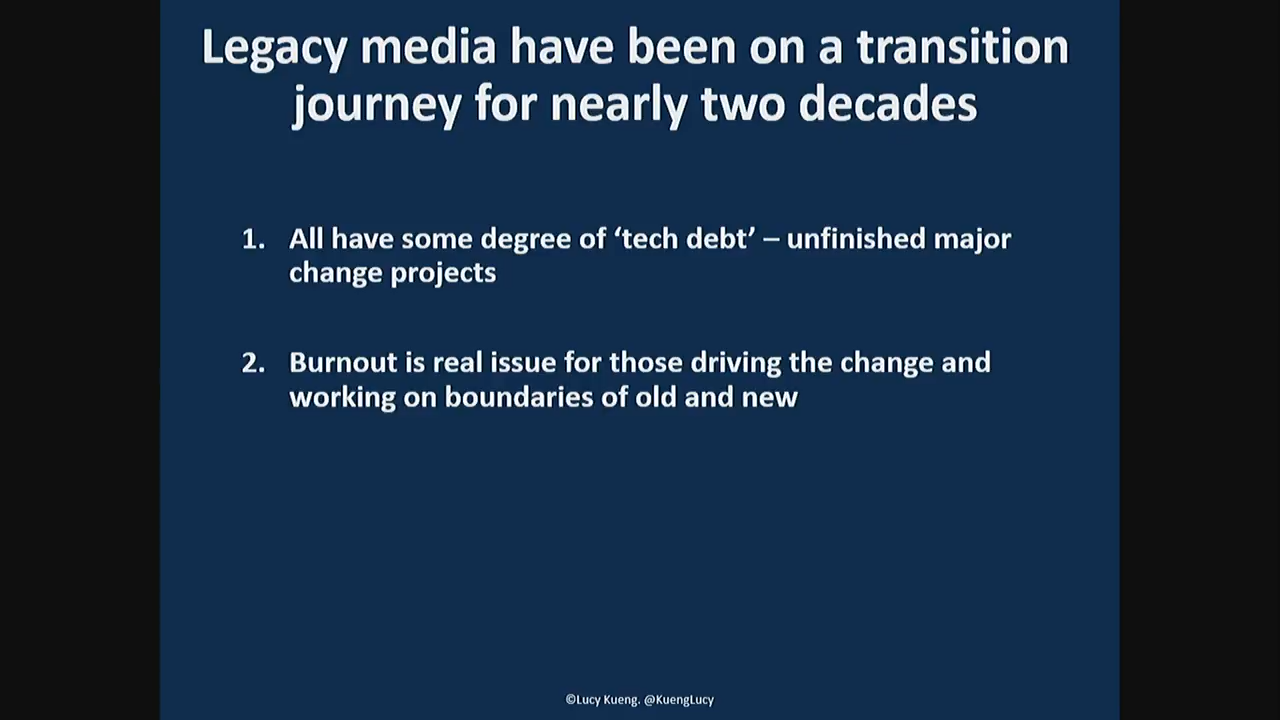 Legacy media have been on a transition
journey for nearly two decades
1. All have some degree of ‘tech debt’ – unfinished major
change projects
2. Burnout is real issue for those driving the change and
working on boundaries of old and new
©Lucy Kueng. @KuengLucy